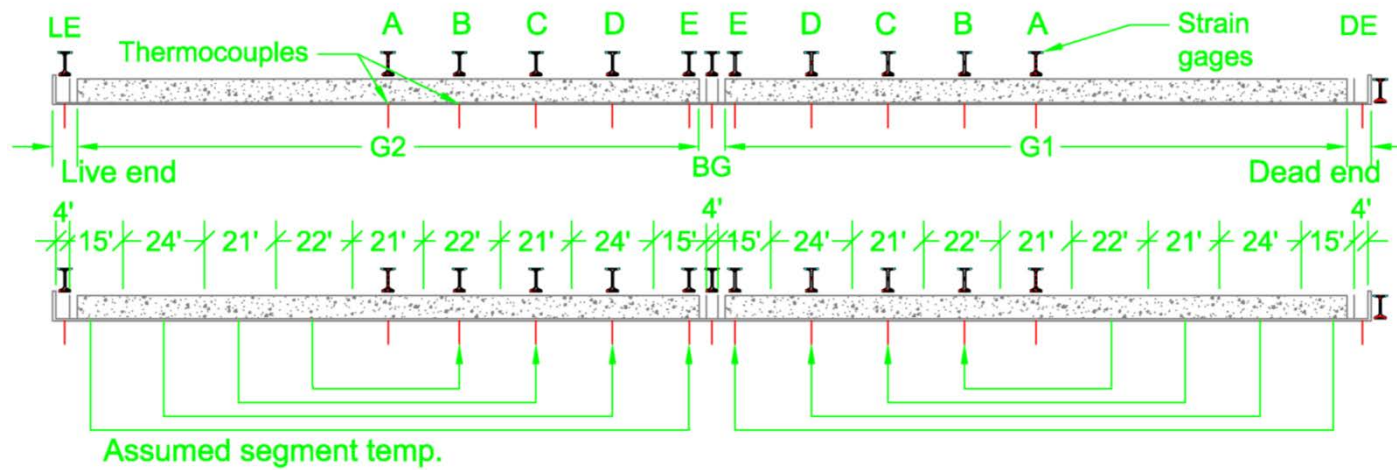 LE A B C D E E D C B A Strain gages DE
Thermocouples
G2 BG G1
Live end Dead end
4' 15' 24' 21' 22' 21' 22' 21' 24' 15' 4' 15' 24' 21' 22' 21' 22' 21' 24' 15' 4'
Assumed segment temp.